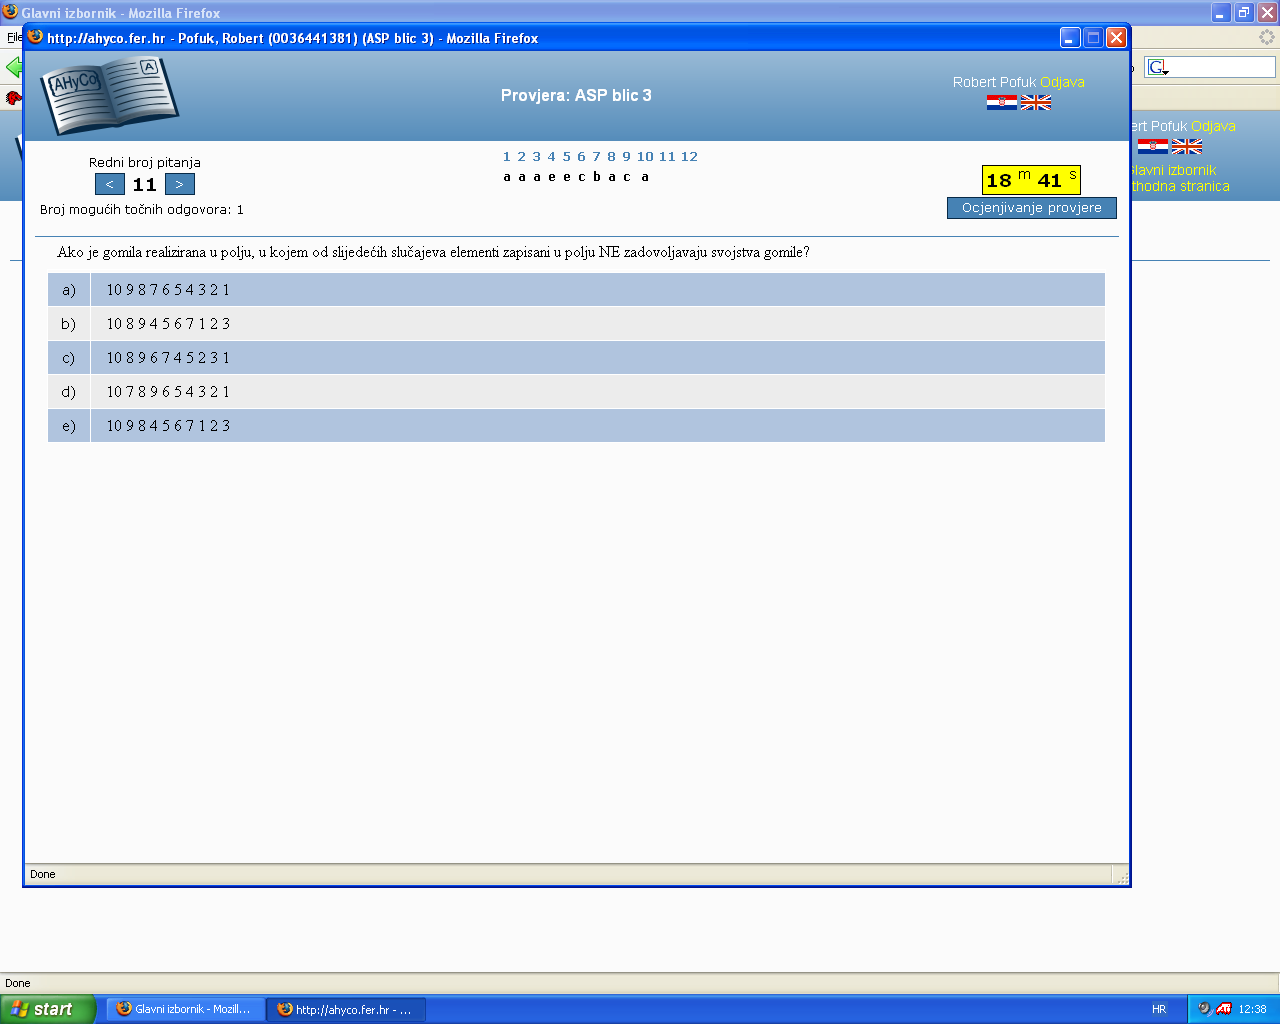 Glavni izbornik - Mozilla Firefox
File
http://ahyco.fer.hr - Pofuk, Robert (0036441381) (ASP blic 3) - Mozilla Firefox
G
{AHyCo} A
Provjera: ASP blic 3
Robert Pofuk Odjava
ert Pofuk Odjava
Glavni izbornik
thodna stranica
Redni broj pitanja
< 11 >
Broj mogućih točnih odgovora: 1
1 2 3 4 5 6 7 8 9 10 11 12
a a a e e c b a c a
18 m 41 s
Ocjenjivanje provjere
Ako je gomila realizirana u polju, u kojem od slijedećih slučajeva elementi zapisani u polju NE zadovoljavaju svojstva gomile?
a) 10 9 8 7 6 5 4 3 2 1
b) 10 8 9 4 5 6 7 1 2 3
c) 10 8 9 6 7 4 5 2 3 1
d) 10 7 8 9 6 5 4 3 2 1
e) 10 9 8 4 5 6 7 1 2 3
Done
Done
start
Glavni izbornik - Mozill...
http://ahyco.fer.hr - ...
HR
ATi
12:38